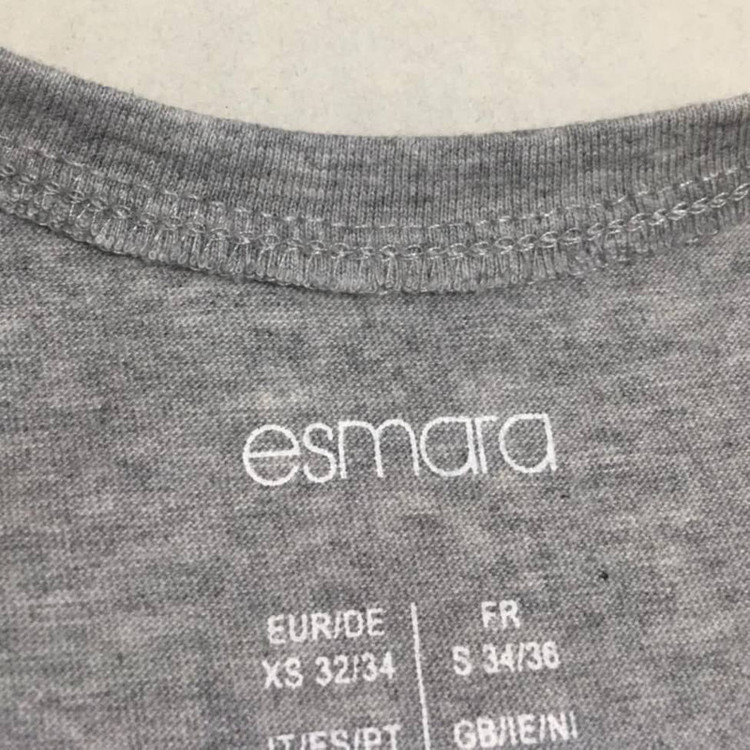 esmara
EUR/DE FR
XS 32/34 S 34/36
IT/ES/PT GB/IE/NI